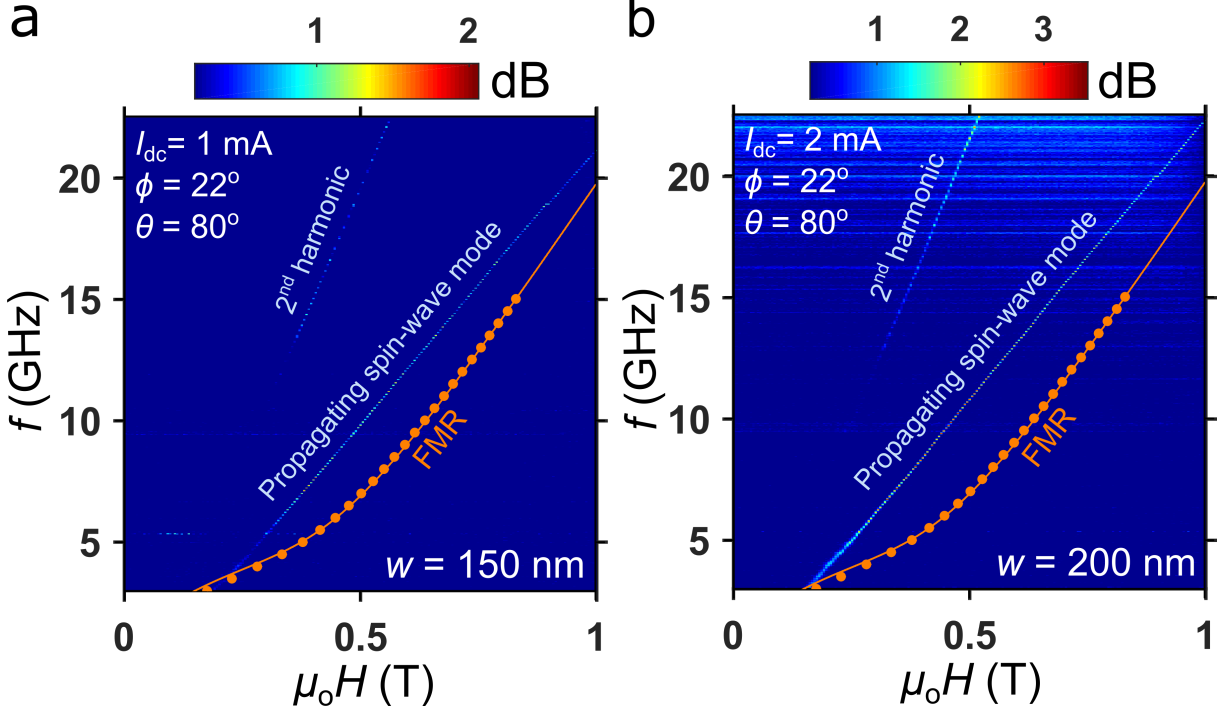 a
1 2
dB
I_dc = 1 mA
ϕ = 22°
θ = 80°
2nd harmonic
Propagating spin-wave mode
FMR
w = 150 nm
20
15
10
5
f (GHz)
0 0.5 1
μ₀H (T)
b
1 2 3
dB
I_dc = 2 mA
ϕ = 22°
θ = 80°
2nd harmonic
Propagating spin-wave mode
FMR
w = 200 nm
20
15
10
5
f (GHz)
0 0.5 1
μ₀H (T)